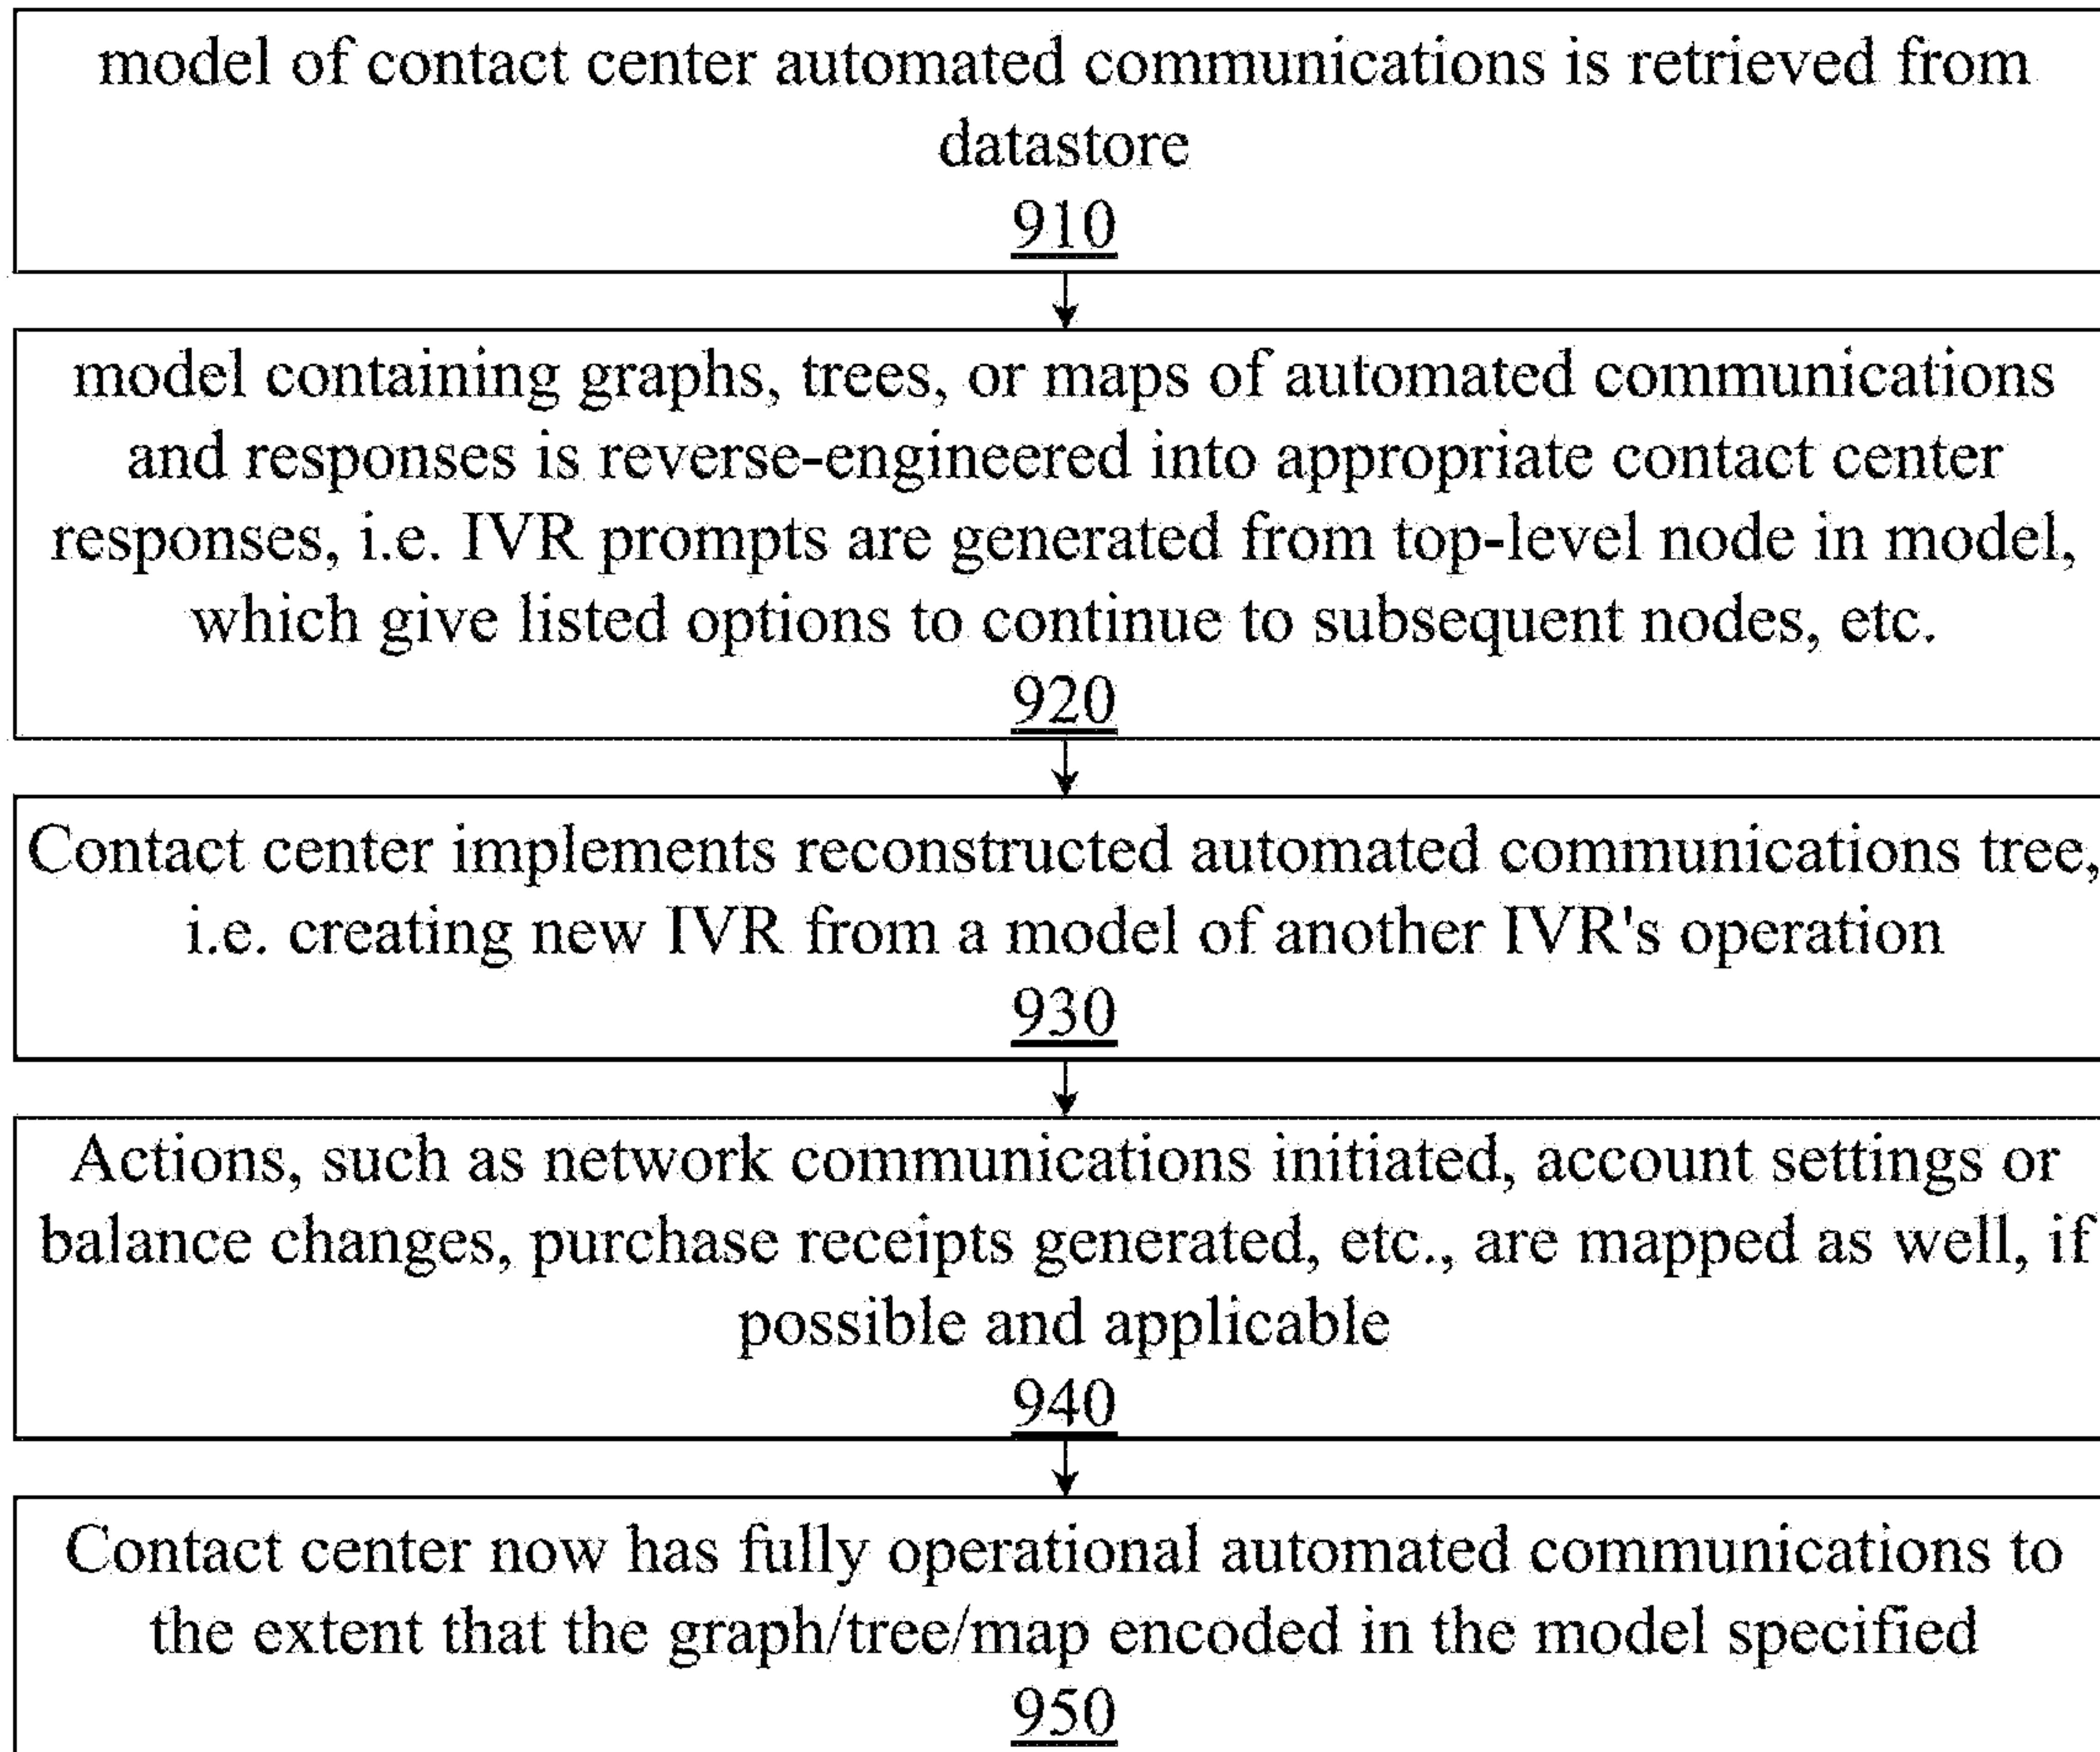 model of contact center automated communications is retrieved from
datastore
910
model containing graphs, trees, or maps of automated communications
and responses is reverse-engineered into appropriate contact center
responses, i.e. IVR prompts are generated from top-level node in model,
which give listed options to continue to subsequent nodes, etc.
920
Contact center implements reconstructed automated communications tree,
i.e. creating new IVR from a model of another IVR's operation
930
Actions, such as network communications initiated, account settings or
balance changes, purchase receipts generated, etc., are mapped as well, if
possible and applicable
940
Contact center now has fully operational automated communications to
the extent that the graph/tree/map encoded in the model specified
950